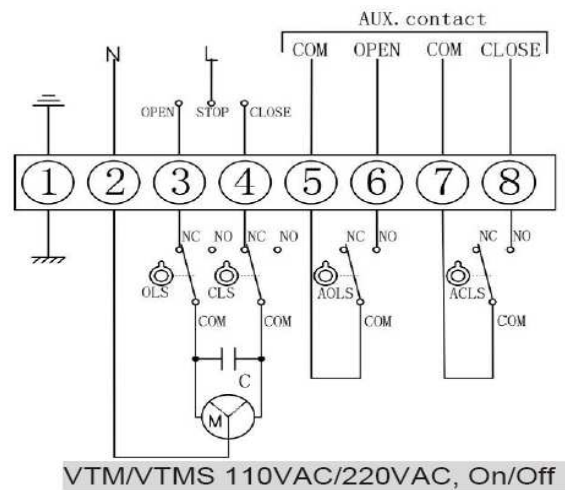 AUX. contact
N L COM OPEN COM CLOSE
OPEN STOP CLOSE
1 2 3 4 5 6 7 8
NC NO NC NO NC NO NC NO
OLS CLS AOLS ACLS
COM COM COM COM
C
M
VTM/VTMS 110VAC/220VAC, On/Off